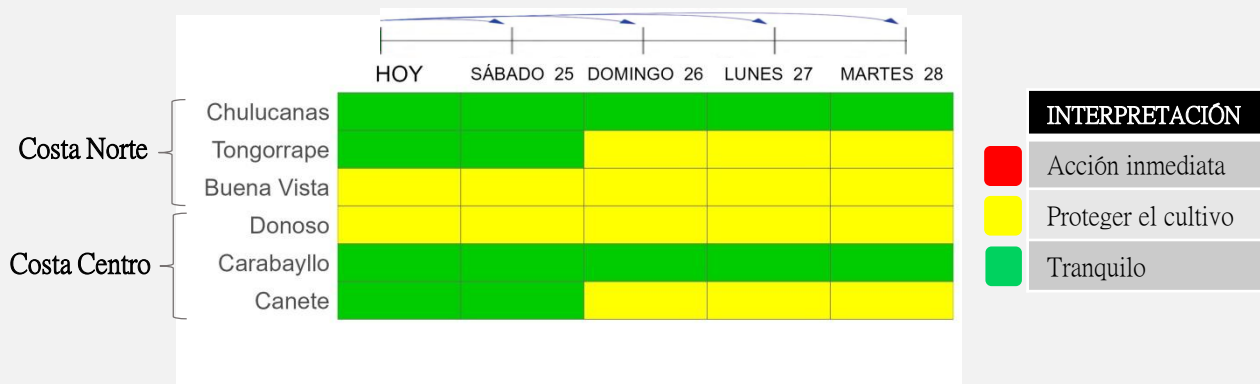 HOY SÁBADO 25 DOMINGO 26 LUNES 27 MARTES 28
Costa Norte
Chulucanas
Tongorrape
Buena Vista
Costa Centro
Donoso
Carabayllo
Canete
INTERPRETACIÓN
Acción inmediata
Proteger el cultivo
Tranquilo